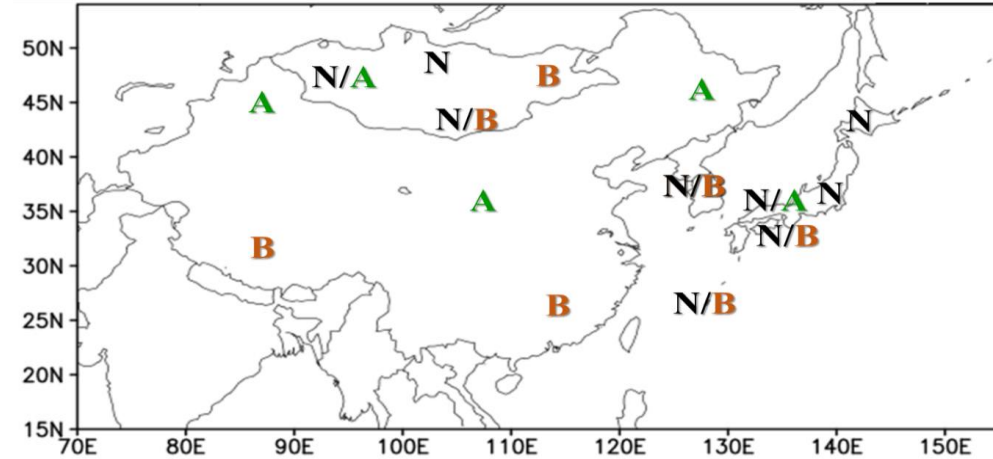 50N
N
N/A
B
A
A
45N
N/B
N
40N
N/B
N
A
N/A
35N
N/B
B
30N
B
N/B
25N
20N
15N
70E 80E 90E 100E 110E 120E 130E 140E 150E